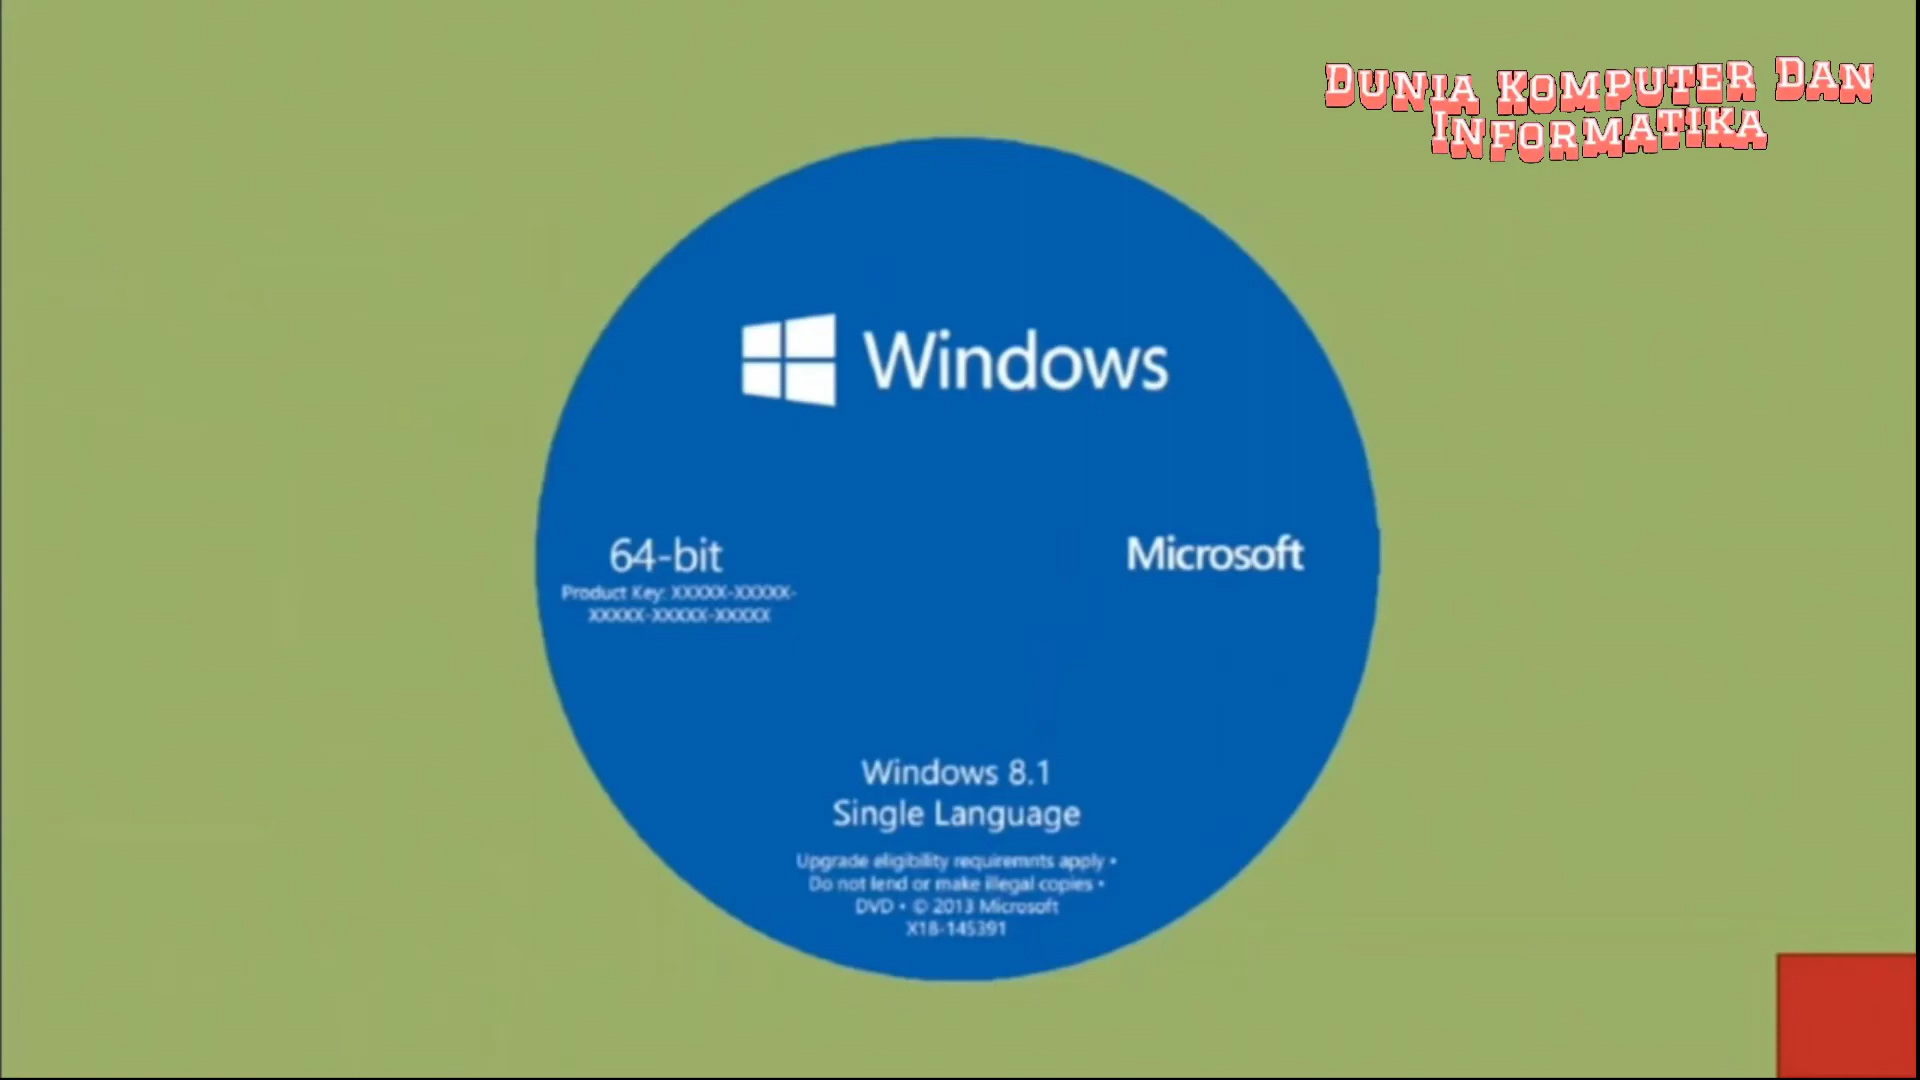 Dunia Komputer Dan
Informatika
Windows
64-bit
Product Key: XXXXX-XXXXX-
XXXXX-XXXXX-XXXXX
Microsoft
Windows 8.1
Single Language
Upgrade eligibility requiremnts apply •
Do not lend or make illegal copies •
DVD • © 2013 Microsoft
X18-145391